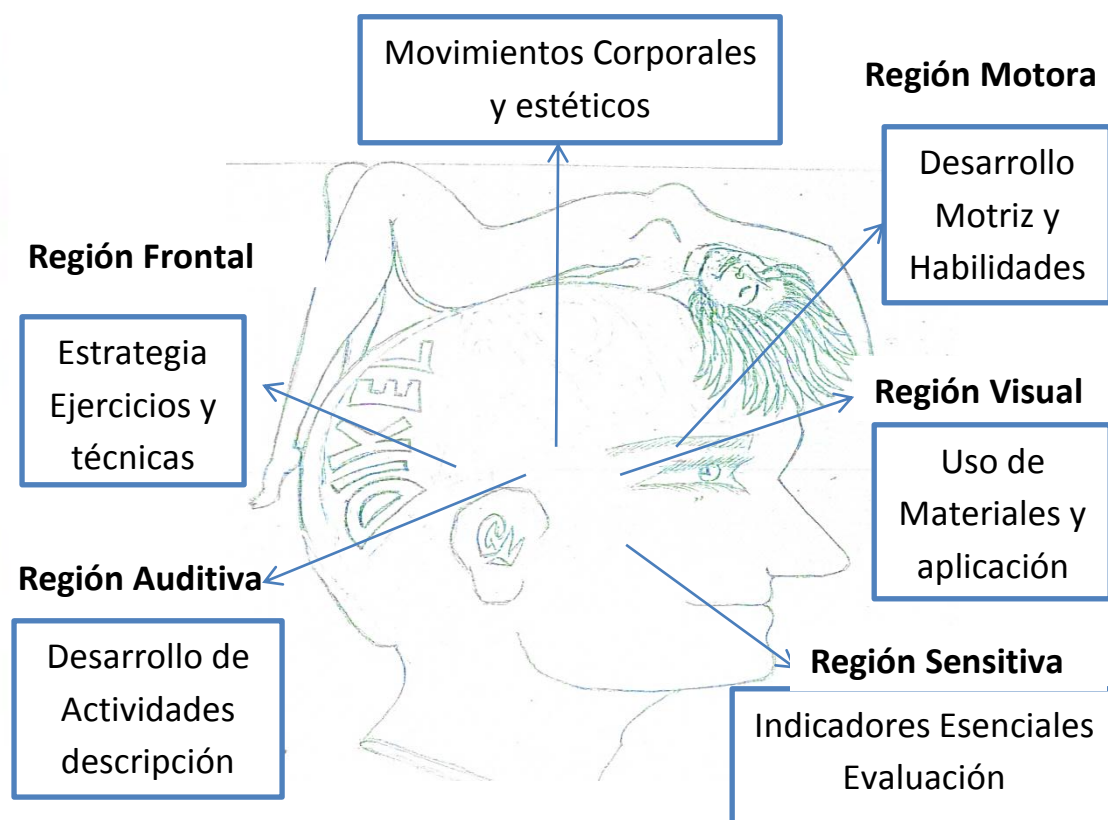 Movimientos Corporales
y estéticos
Región Motora
Desarrollo
Motriz y
Habilidades
Región Frontal
Estrategia
Ejercicios y
técnicas
Región Visual
Uso de
Materiales y
aplicación
Región Auditiva
Desarrollo de
Actividades
descripción
Región Sensitiva
Indicadores Esenciales
Evaluación
DIKEL